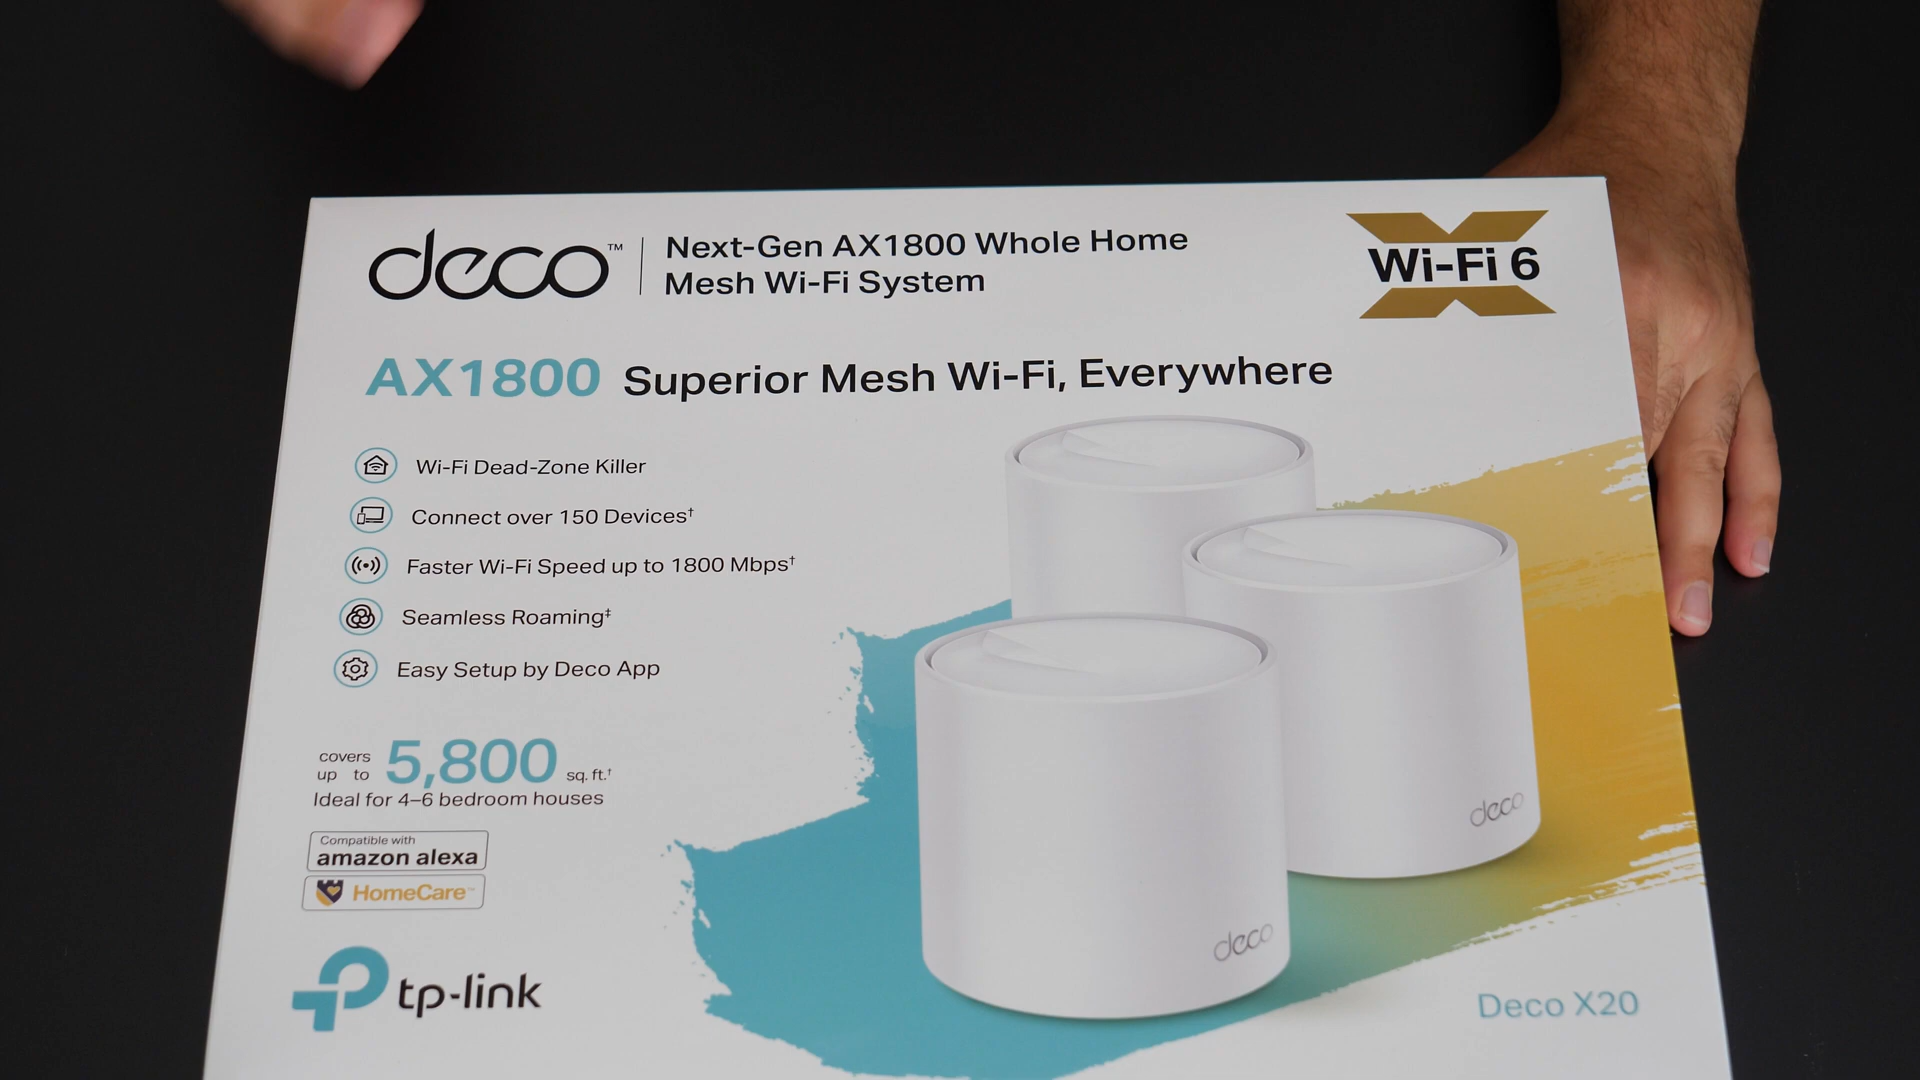 deco™
Next-Gen AX1800 Whole Home
Mesh Wi-Fi System
Wi-Fi 6
AX1800 Superior Mesh Wi-Fi, Everywhere
Wi-Fi Dead-Zone Killer
Connect over 150 Devices†
Faster Wi-Fi Speed up to 1800 Mbps†
Seamless Roaming‡
Easy Setup by Deco App
covers
up to 5,800 sq. ft.†
Ideal for 4–6 bedroom houses
Compatible with
amazon alexa
HomeCare™
tp-link
deco
deco
Deco X20